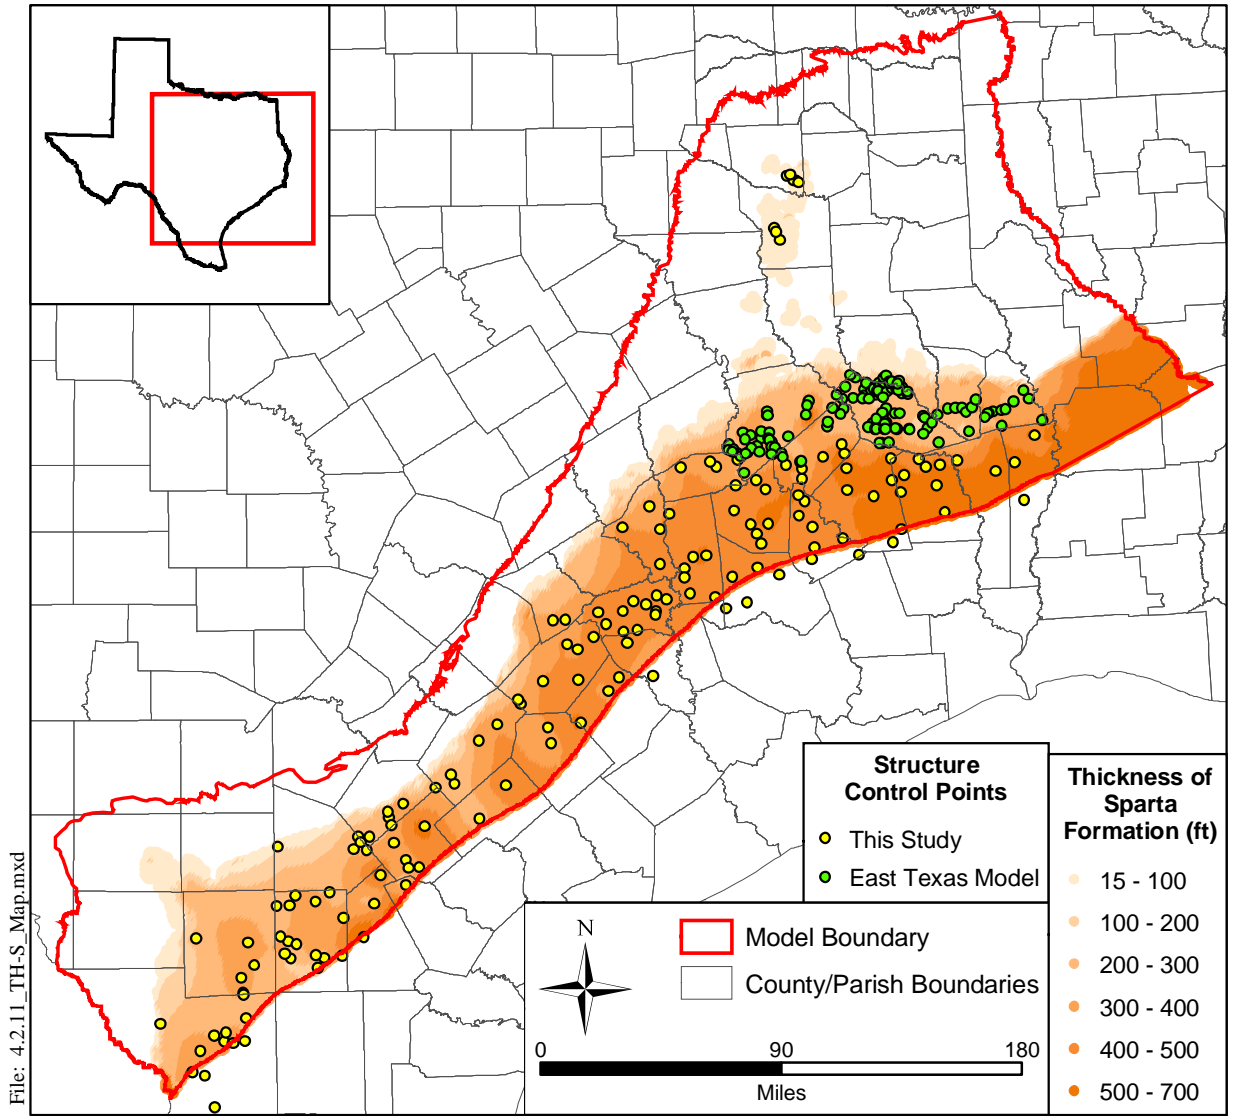 Structure
Control Points
This Study
East Texas Model
Thickness of
Sparta
Formation (ft)
15 - 100
100 - 200
200 - 300
300 - 400
400 - 500
500 - 700
N
Model Boundary
County/Parish Boundaries
0 90 180
Miles
File: 4.2.11_TH-S_Map.mxd